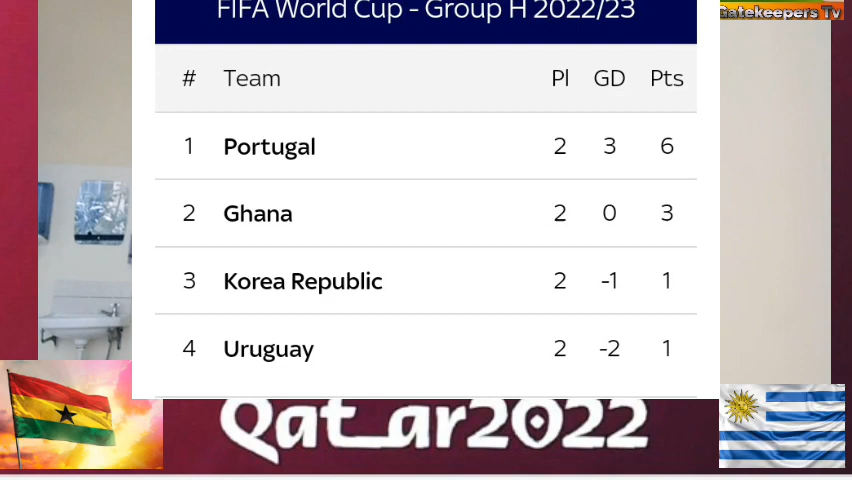 FIFA World Cup - Group H 2022/23
Gatekeepers Tv
# Team Pl GD Pts
1 Portugal 2 3 6
2 Ghana 2 0 3
3 Korea Republic 2 -1 1
4 Uruguay 2 -2 1
Qatar2022